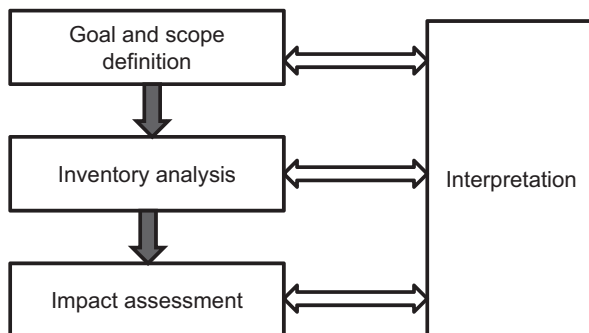 Goal and scope
definition
Inventory analysis
Interpretation
Impact assessment